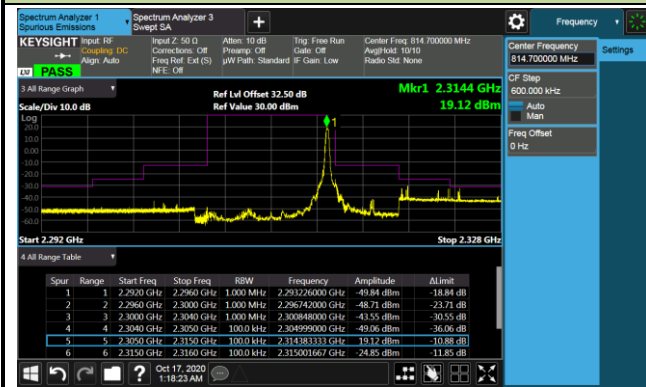 Spectrum Analyzer 1
Spurious Emissions
Spectrum Analyzer 3
Swept SA
Frequency
KEYSIGHT
Input: RF
Coupling: DC
Align: Auto
Input Z: 50 Ω
Corrections: Off
Freq Ref: Ext (S)
NFE: Off
Atten: 10 dB
Preamp: Off
µW Path: Standard
Trig: Free Run
Gate: Off
IF Gain: Low
Center Freq: 814.700000 MHz
Avg|Hold: 10/10
Radio Std: None
LXI PASS
Center Frequency
814.700000 MHz
Settings
CF Step
600.000 kHz
Auto
Man
Freq Offset
0 Hz
3 All Range Graph
Scale/Div 10.0 dB
Ref Lvl Offset 32.50 dB
Ref Value 30.00 dBm
Mkr1 2.3144 GHz
19.12 dBm
Log
20.0
10.0
0.00
-10.0
-20.0
-30.0
-40.0
-50.0
-60.0
1
Start 2.292 GHz
Stop 2.328 GHz
4 All Range Table
Spur Range Start Freq Stop Freq RBW Frequency Amplitude ΔLimit
1 1 2.2920 GHz 2.2960 GHz 1.000 MHz 2.293226000 GHz -49.84 dBm -18.84 dB
2 2 2.2960 GHz 2.3000 GHz 1.000 MHz 2.296742000 GHz -48.71 dBm -23.71 dB
3 3 2.3000 GHz 2.3040 GHz 1.000 MHz 2.300848000 GHz -43.55 dBm -30.55 dB
4 4 2.3040 GHz 2.3050 GHz 100.0 kHz 2.304999000 GHz -49.06 dBm -36.06 dB
5 5 2.3050 GHz 2.3150 GHz 100.0 kHz 2.314383333 GHz 19.12 dBm -10.88 dB
6 6 2.3150 GHz 2.3160 GHz 100.0 kHz 2.315001667 GHz -24.85 dBm -11.85 dB
Oct 17, 2020
1:18:23 AM